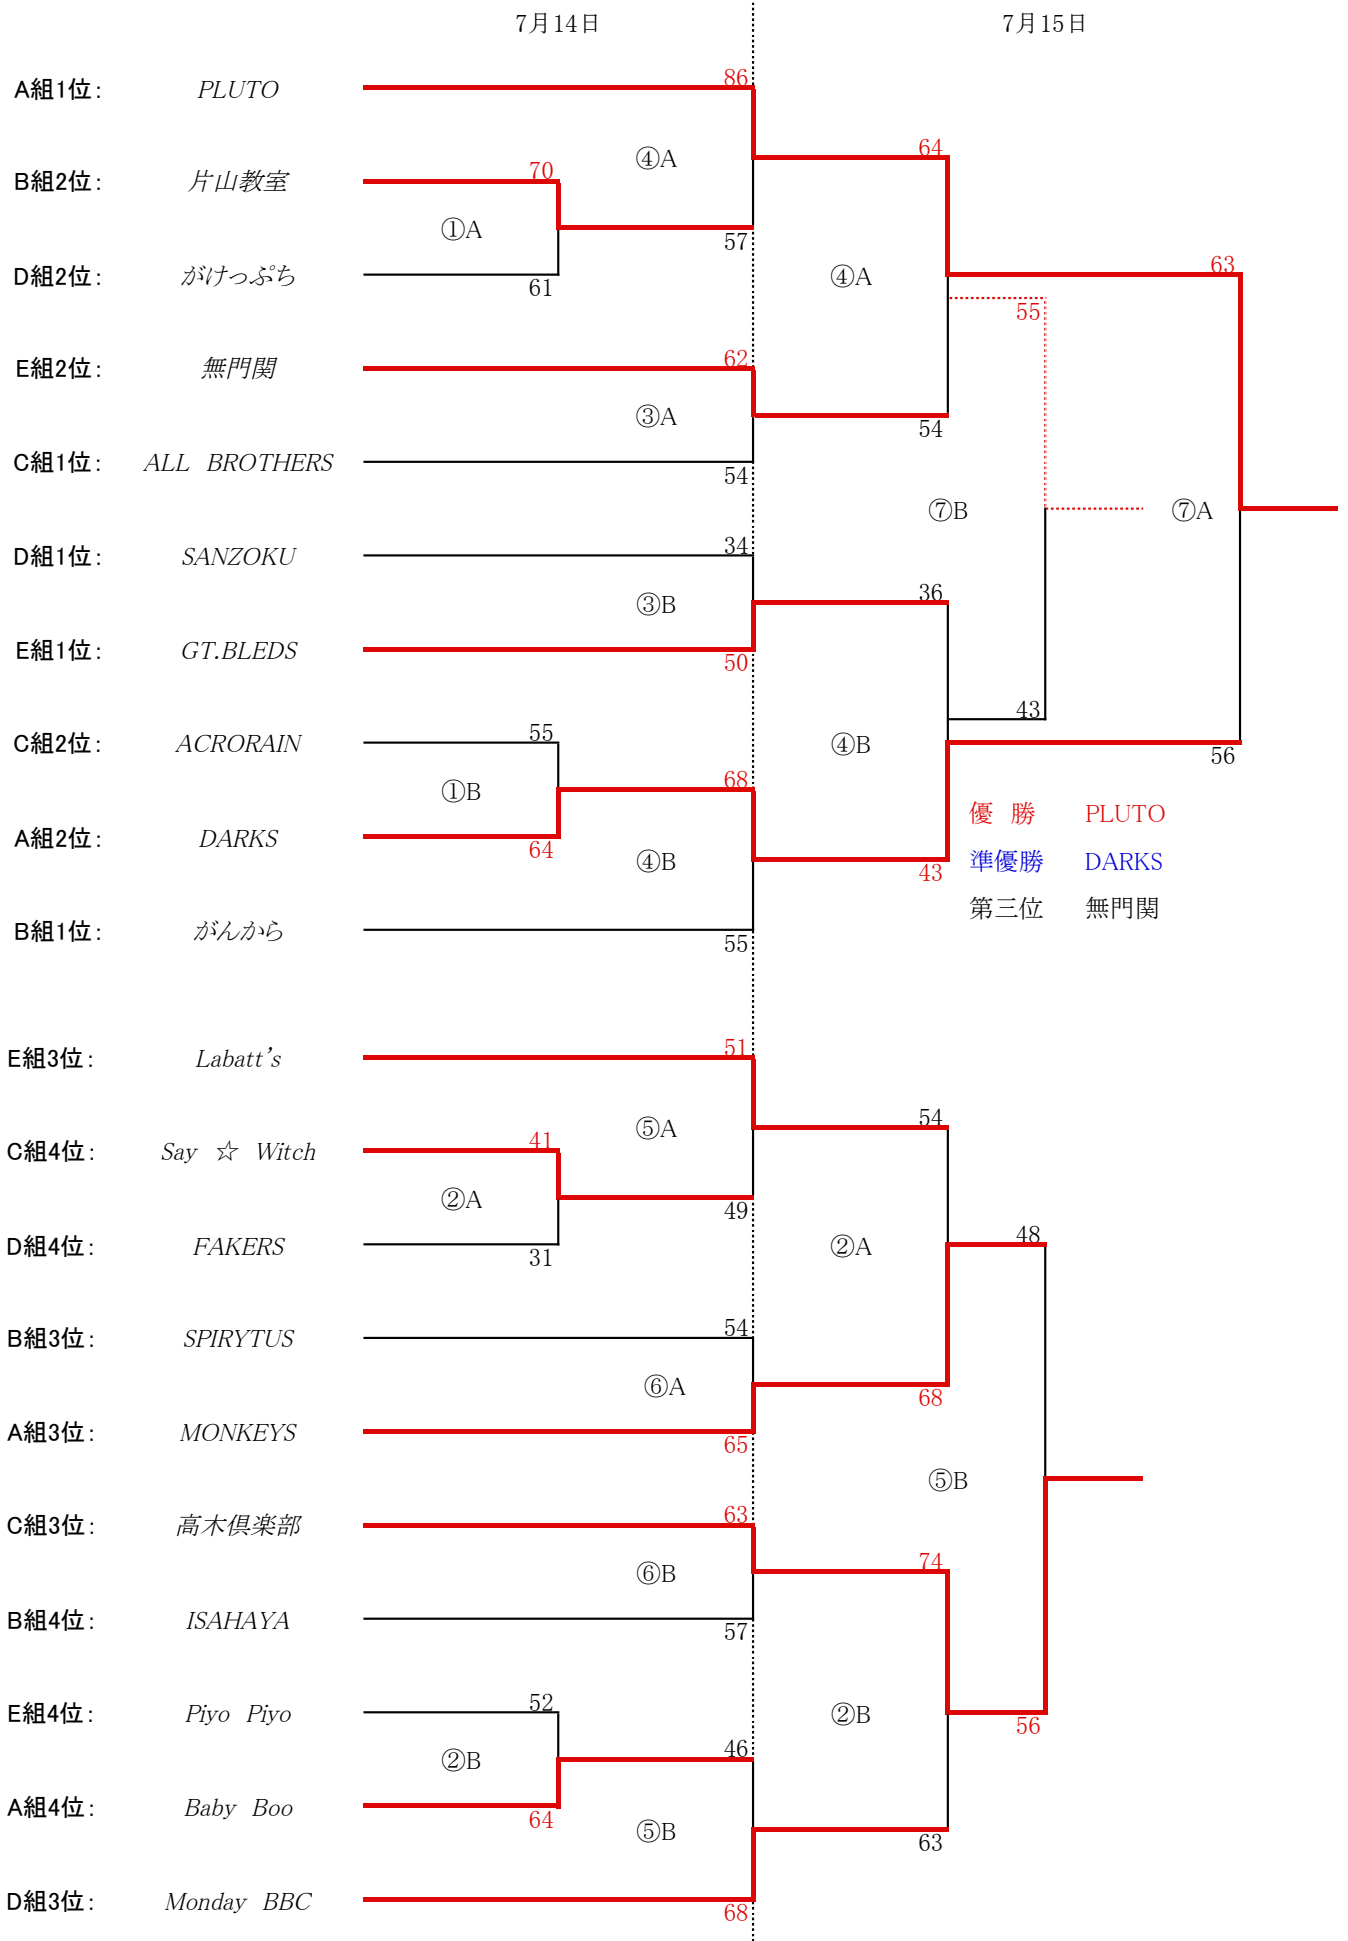 7月14日 7月15日
86
A組1位: PLUTO
64
④A
70
B組2位: 片山教室
①A
57
63
D組2位: がけっぷち ④A
61
55
62
E組2位: 無門関
③A
54
C組1位: ALL BROTHERS
54
⑦B ⑦A
34
D組1位: SANZOKU
36
③B
E組1位: GT.BLEDS
50
43
55
C組2位: ACRORAIN ④B
56
68
①B
優 勝 PLUTO
A組2位: DARKS
64
④B 準優勝 DARKS
43
第三位 無門関
B組1位: がんから
55
51
E組3位: Labatt's
54
⑤A
41
C組4位: Say ☆ Witch
②A
49
48
D組4位: FAKERS ②A
31
54
B組3位: SPIRYTUS
⑥A
68
A組3位: MONKEYS
65
⑤B
63
C組3位: 高木倶楽部
74
⑥B
B組4位: ISAHAYA
57
52
E組4位: Piyo Piyo ②B
56
46
②B
A組4位: Baby Boo
64
⑤B
63
D組3位: Monday BBC
68